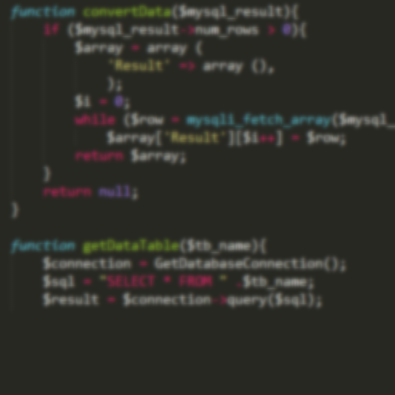 function convertData($mysql_result){
if ($mysql_result->num_rows > 0){
$array = array (
'Result' => array (),
);
$i = 0;
while ($row = mysqli_fetch_array($mysql_
$array['Result'][$i++] = $row;
return $array;
}
return null;
}
function getDataTable($tb_name){
$connection = GetDatabaseConnection();
$sql = "SELECT * FROM " .$tb_name;
$result = $connection->query($sql);